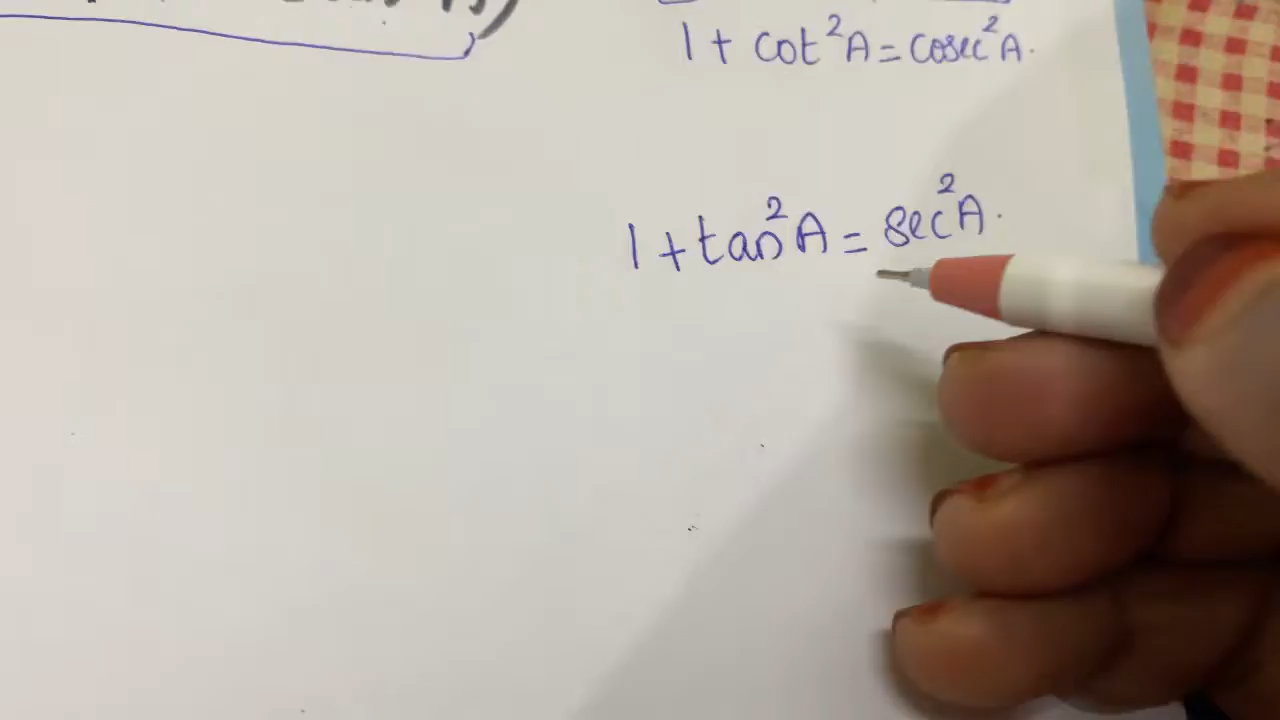 1 + cot²A = cosec²A.
1 + tan²A = sec²A.